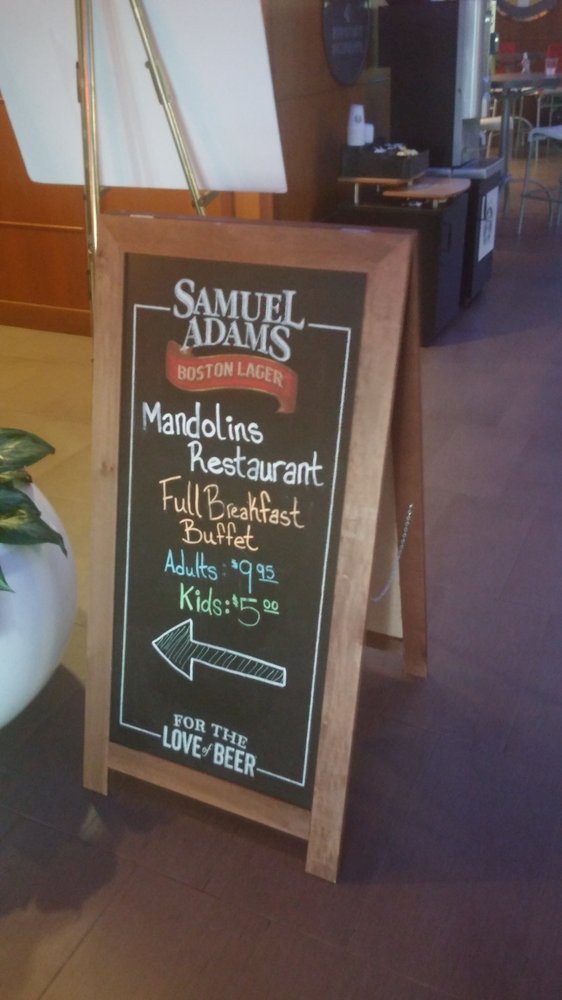 SAMUEL
ADAMS
BOSTON LAGER
Mandolins
Restaurant
Full Breakfast
Buffet
Adults: $9.95
Kids: $5.00
FOR THE
LOVE of BEER